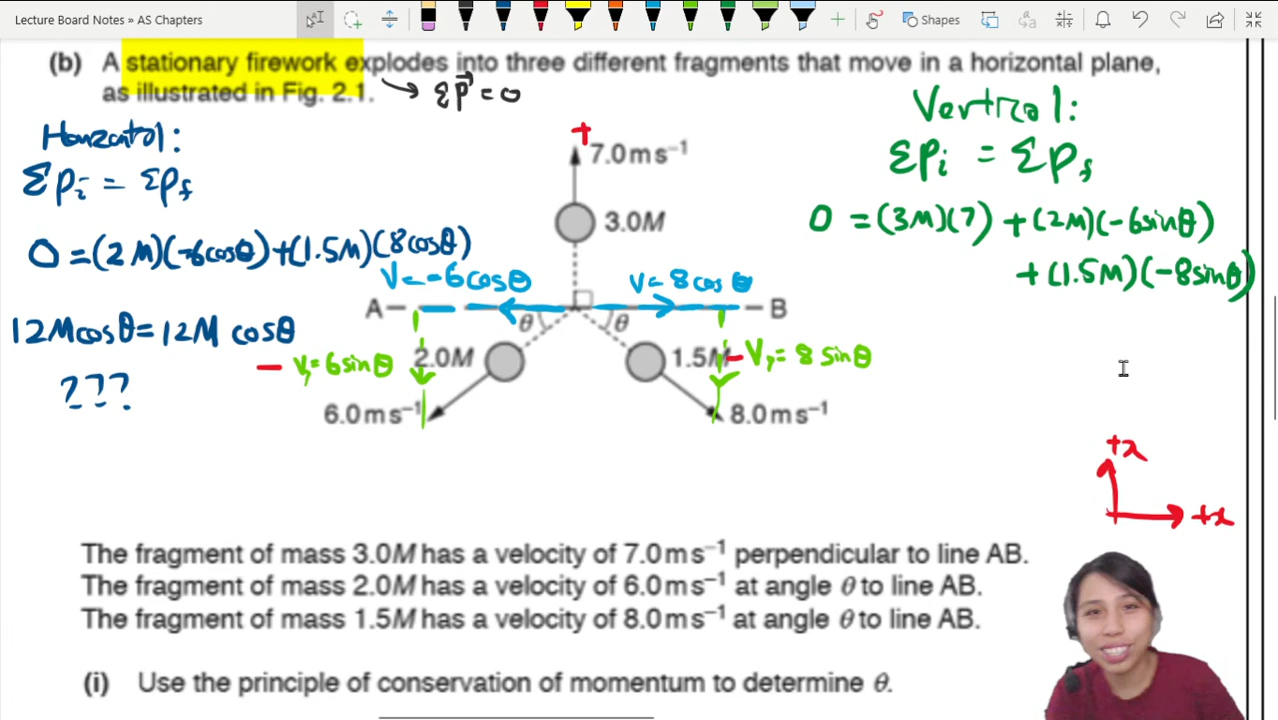 Lecture Board Notes » AS Chapters
Shapes
(b) A stationary firework explodes into three different fragments that move in a horizontal plane,
as illustrated in Fig. 2.1.
Σp⃗ = 0
Horizontal:
Σpi = Σpf
0 = (2M)(-6cosθ)+(1.5M)(8cosθ)
12Mcosθ = 12M cosθ
???
Vertical:
Σpi = Σpf
0 = (3M)(7) + (2M)(-6sinθ)
+ (1.5M)(-8sinθ)
+
7.0 m s⁻¹
3.0M
V = -6cosθ
V = 8cosθ
A
B
θ
θ
2.0M
1.5M
- Vy = 6sinθ
- Vy = 8 sinθ
6.0 m s⁻¹
8.0 m s⁻¹
+x
+x
The fragment of mass 3.0M has a velocity of 7.0 m s⁻¹ perpendicular to line AB.
The fragment of mass 2.0M has a velocity of 6.0 m s⁻¹ at angle θ to line AB.
The fragment of mass 1.5M has a velocity of 8.0 m s⁻¹ at angle θ to line AB.
(i) Use the principle of conservation of momentum to determine θ.